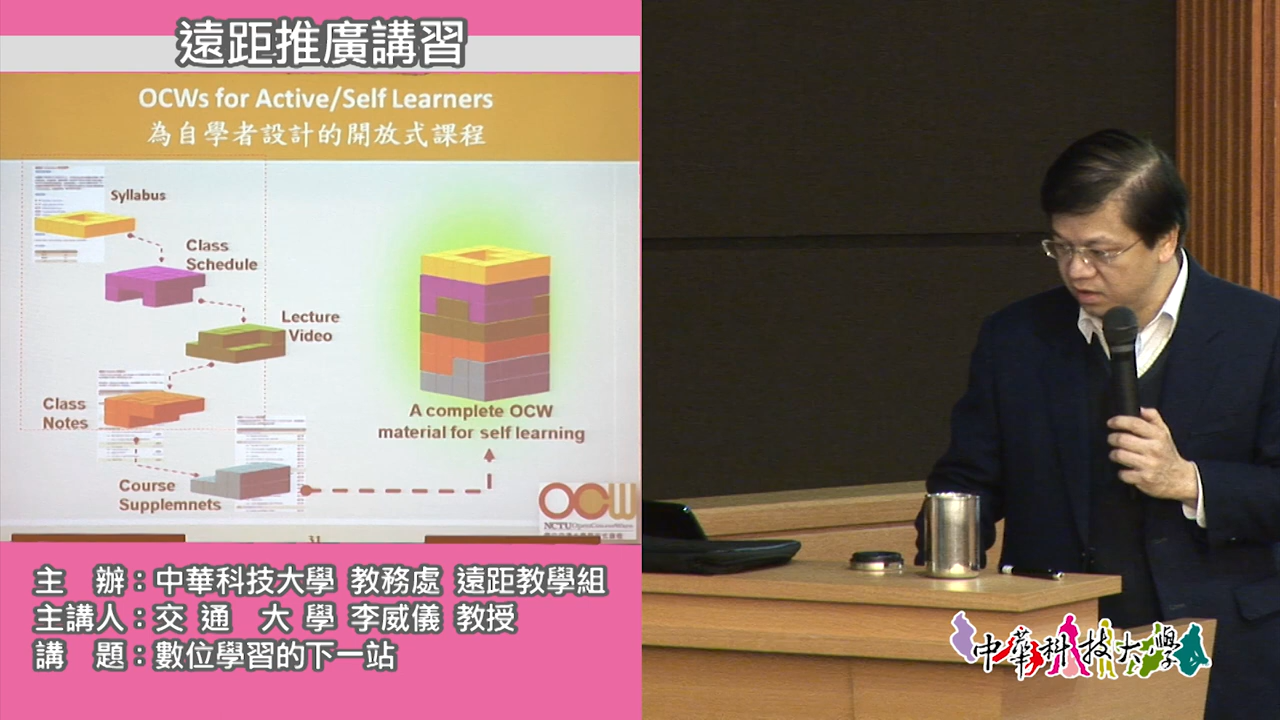 遠距推廣講習
OCWs for Active/Self Learners
為自學者設計的開放式課程
Syllabus
Class
Schedule
Lecture
Video
Class
Notes
Course
Supplemnets
A complete OCW
material for self learning
OCW
NCTU OpenCourseWare
31
主　辦：中華科技大學 教務處 遠距教學組
主講人：交 通　大 學 李威儀 教授
講　題：數位學習的下一站
中華科技大學